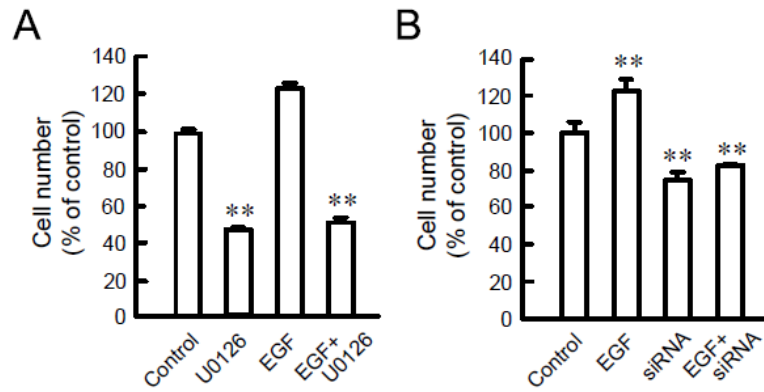 A
Cell number
(% of control)
140
120
100
80
60
40
20
0
**
**
Control
U0126
EGF
EGF+
U0126
B
Cell number
(% of control)
140
120
100
80
60
40
20
0
**
**
**
Control
EGF
siRNA
EGF+
siRNA